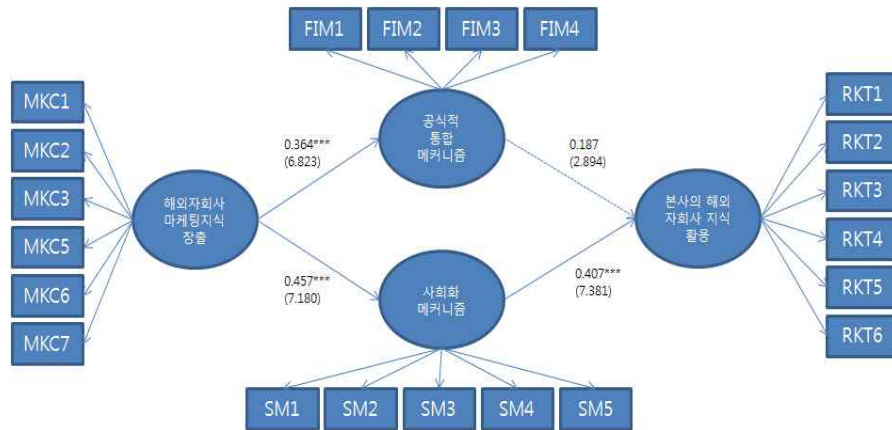 FIM1 FIM2 FIM3 FIM4
MKC1
MKC2
MKC3
MKC5
MKC6
MKC7
해외자회사
마케팅지식
창출
0.364***
(6.823)
0.457***
(7.180)
공식적
통합
메커니즘
사회화
메커니즘
0.187
(2.894)
0.407***
(7.381)
본사의 해외
자회사 지식
활용
RKT1
RKT2
RKT3
RKT4
RKT5
RKT6
SM1 SM2 SM3 SM4 SM5